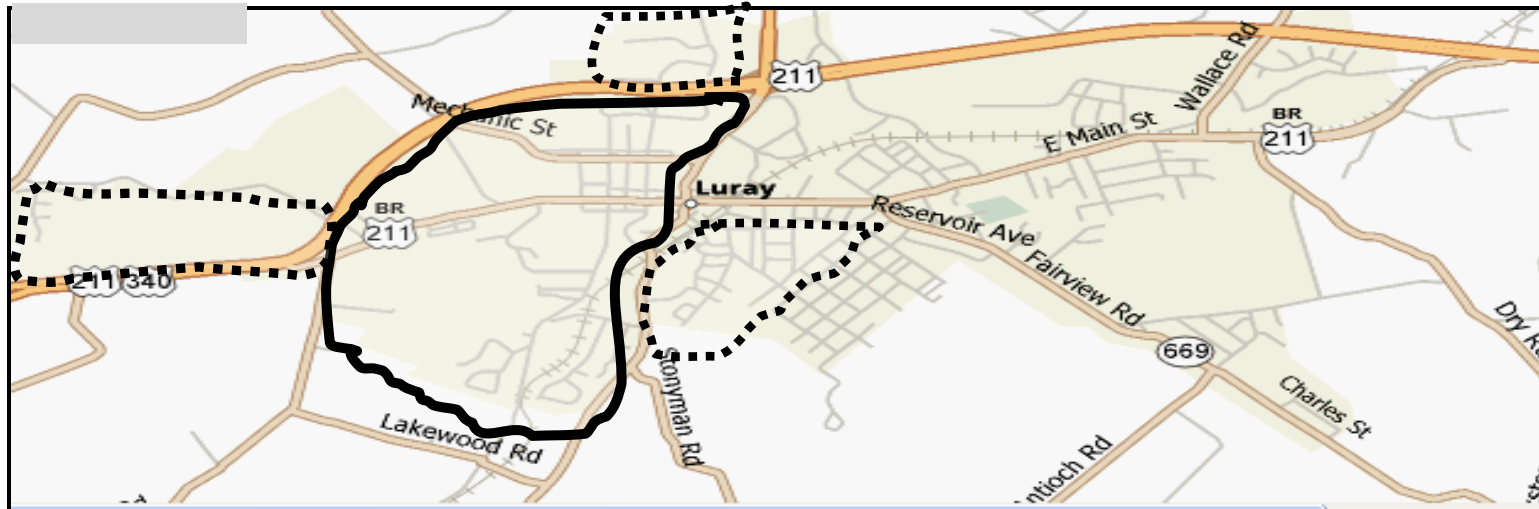 211
Wallace Rd
Mechanic St
BR
211
E Main St
Luray
BR
211
Reservoir Ave
Fairview Rd
211 340
669
Stonyman Rd
Charles St
Lakewood Rd